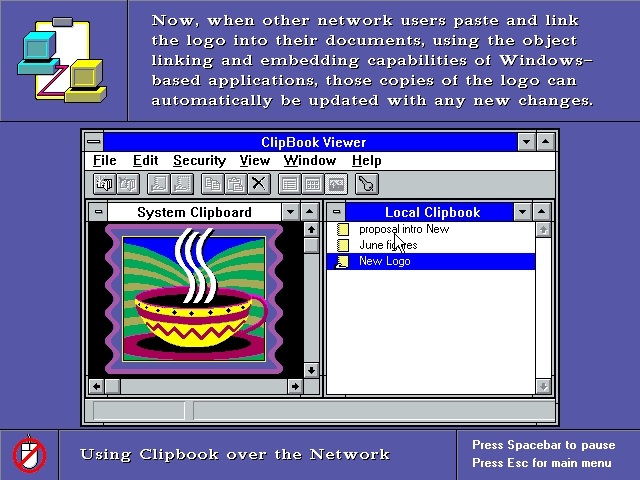 Now, when other network users paste and link
the logo into their documents, using the object
linking and embedding capabilities of Windows-
based applications, those copies of the logo can
automatically be updated with any new changes.
ClipBook Viewer
File Edit Security View Window Help
System Clipboard
Local Clipbook
proposal intro New
June figures
New Logo
Using Clipbook over the Network
Press Spacebar to pause
Press Esc for main menu